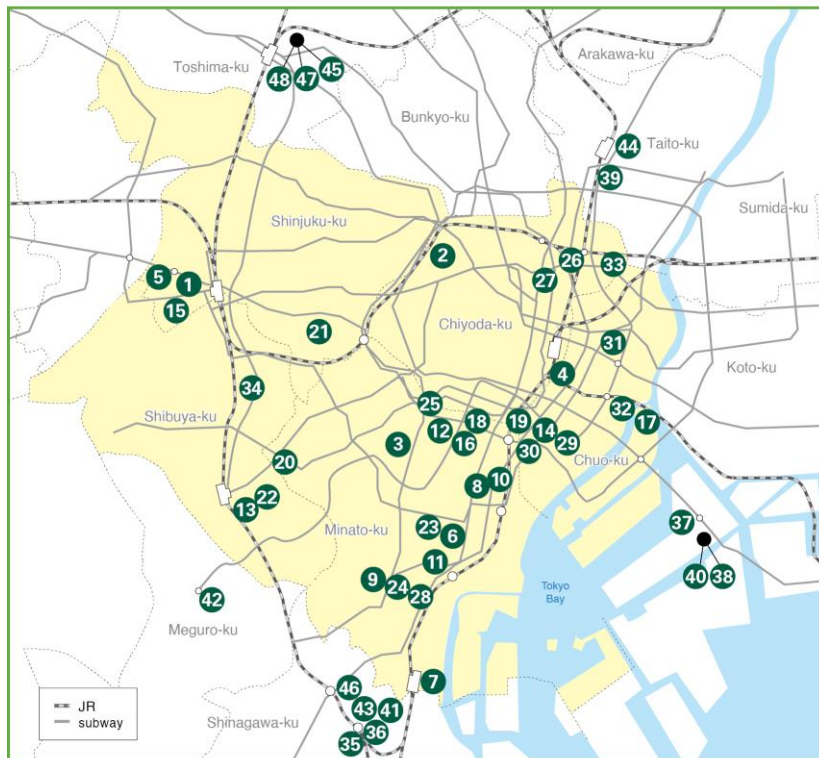 Toshima-ku
Arakawa-ku
48 47 45
Bunkyo-ku
44
Taito-ku
39
Sumida-ku
Shinjuku-ku
2
26
33
5
1
27
15
21
Chiyoda-ku
31
Koto-ku
4
34
25
32
17
Shibuya-ku
12
18
19
14
3
16
30
29
Chuo-ku
20
22
8
10
13
Minato-ku
23
6
37
11
9
24
28
Tokyo
Bay
40 38
42
Meguro-ku
46
7
43 41
JR
subway
Shinagawa-ku
36
35